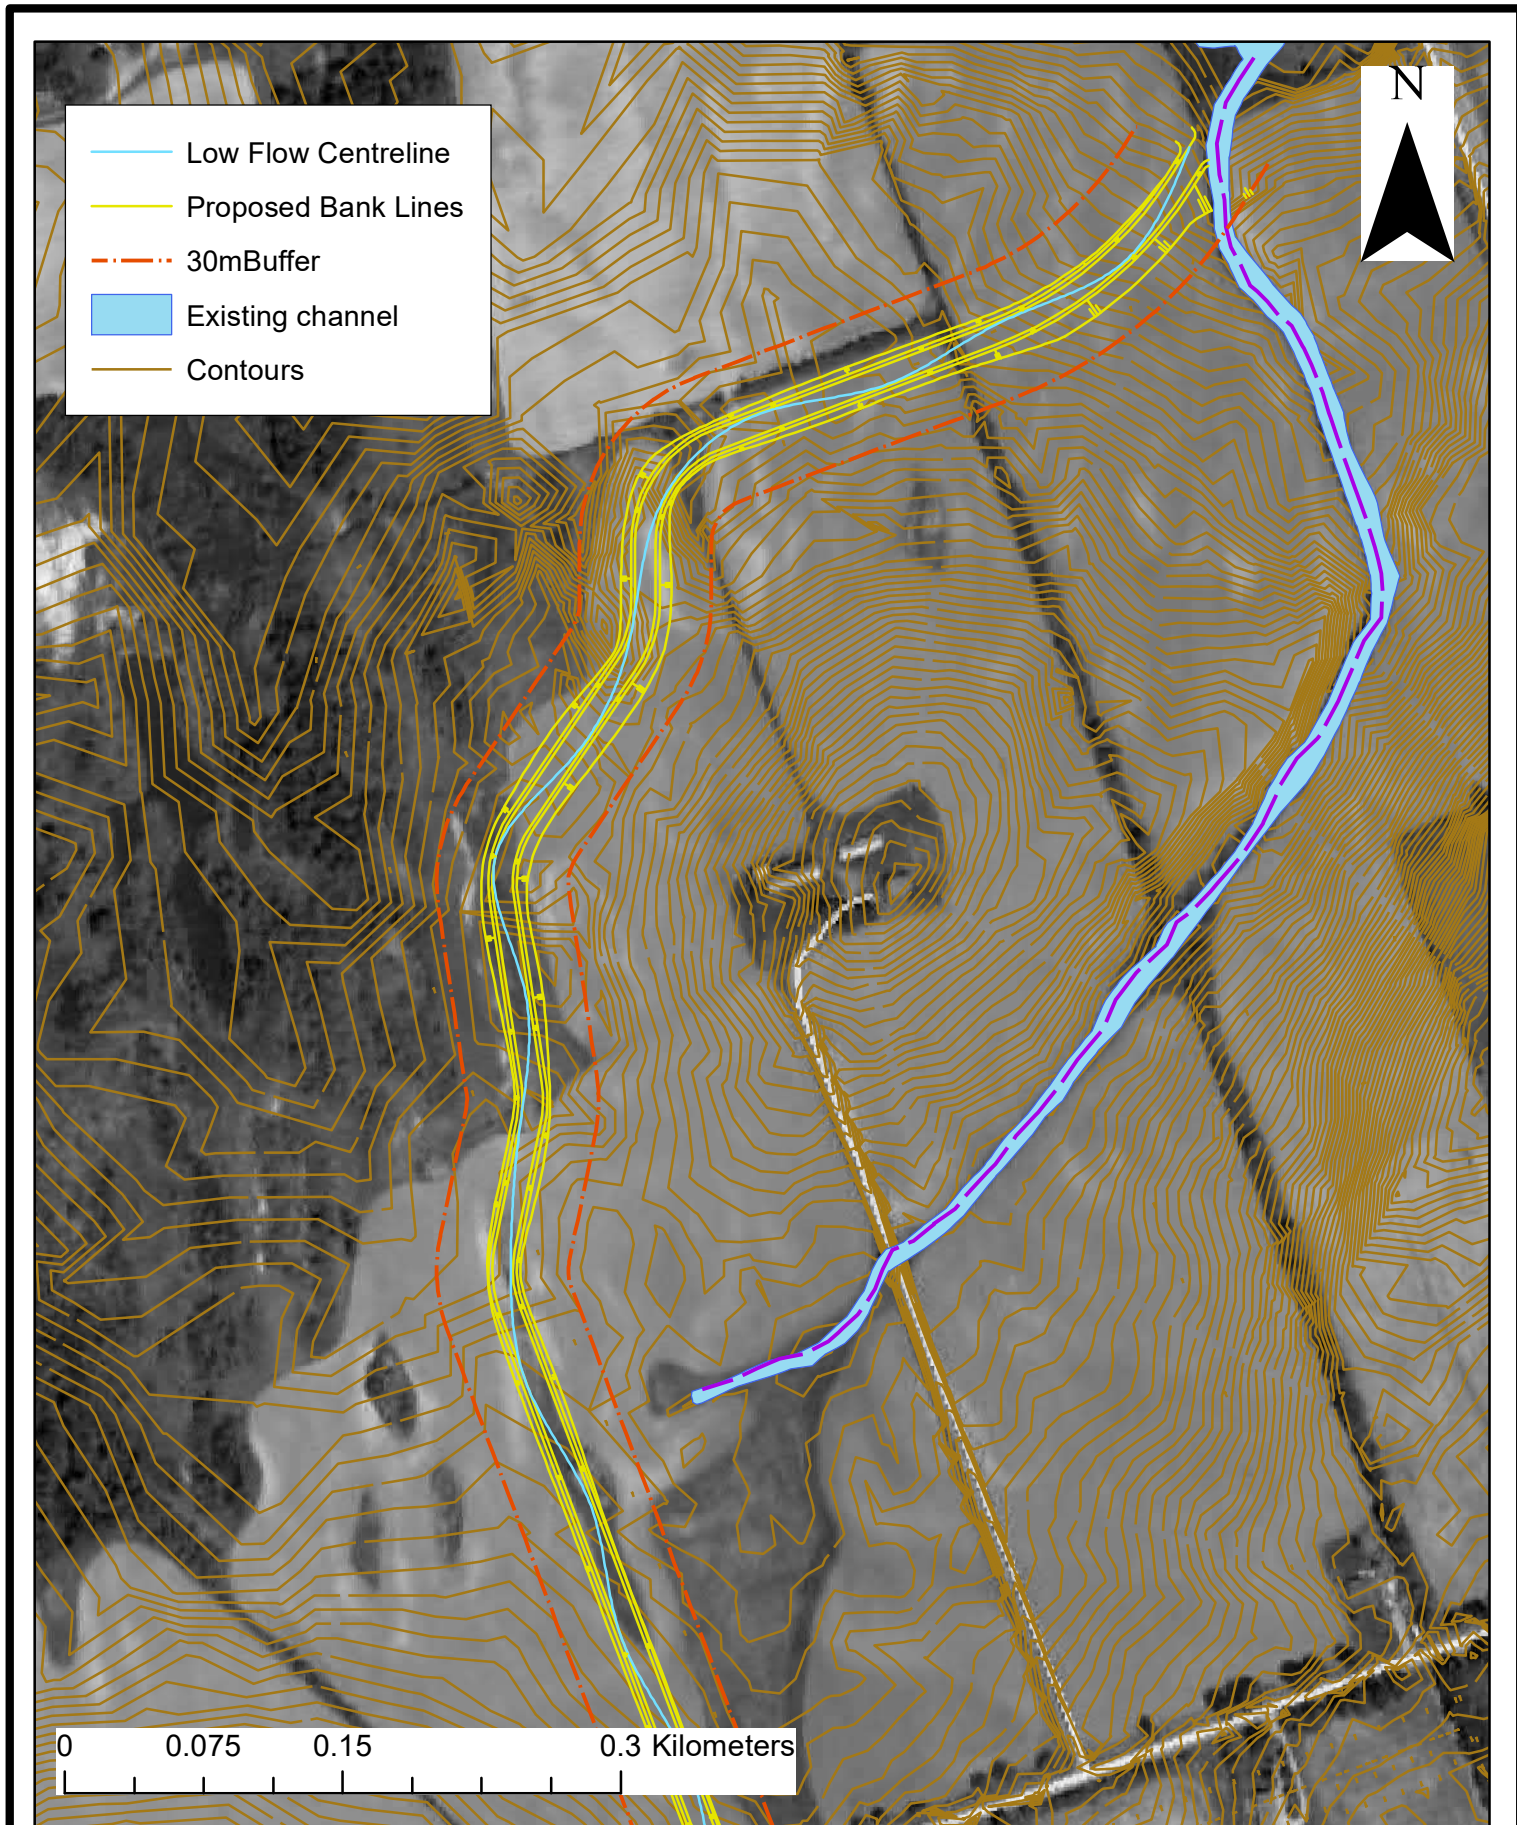 N
Low Flow Centreline
Proposed Bank Lines
30mBuffer
Existing channel
Contours
0 0.075 0.15 0.3 Kilometers